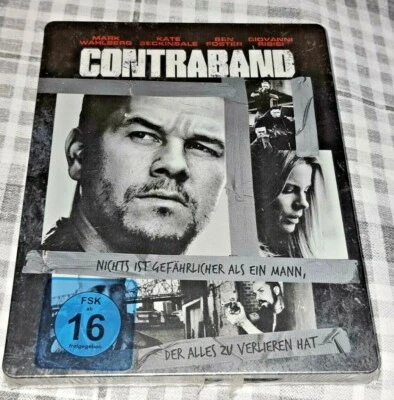 MARK WAHLBERG KATE BECKINSALE BEN FOSTER GIOVANNI RIBISI
CONTRABAND
NICHTS IST GEFÄHRLICHER ALS EIN MANN,
FSK
ab
16
freigegeben
DER ALLES ZU VERLIEREN HAT